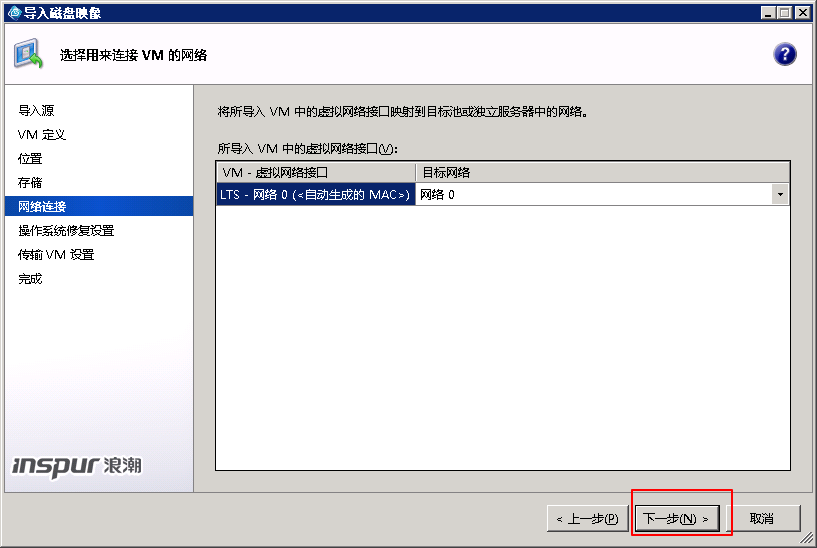 导入磁盘映像
选择用来连接 VM 的网络
?
导入源
VM 定义
位置
存储
网络连接
操作系统修复设置
传输 VM 设置
完成
inspur 浪潮
将所导入 VM 中的虚拟网络接口映射到目标池或独立服务器中的网络。
所导入 VM 中的虚拟网络接口(V):
VM - 虚拟网络接口 目标网络
LTS - 网络 0 (<自动生成的 MAC>) 网络 0
< 上一步(P) 下一步(N) > 取消